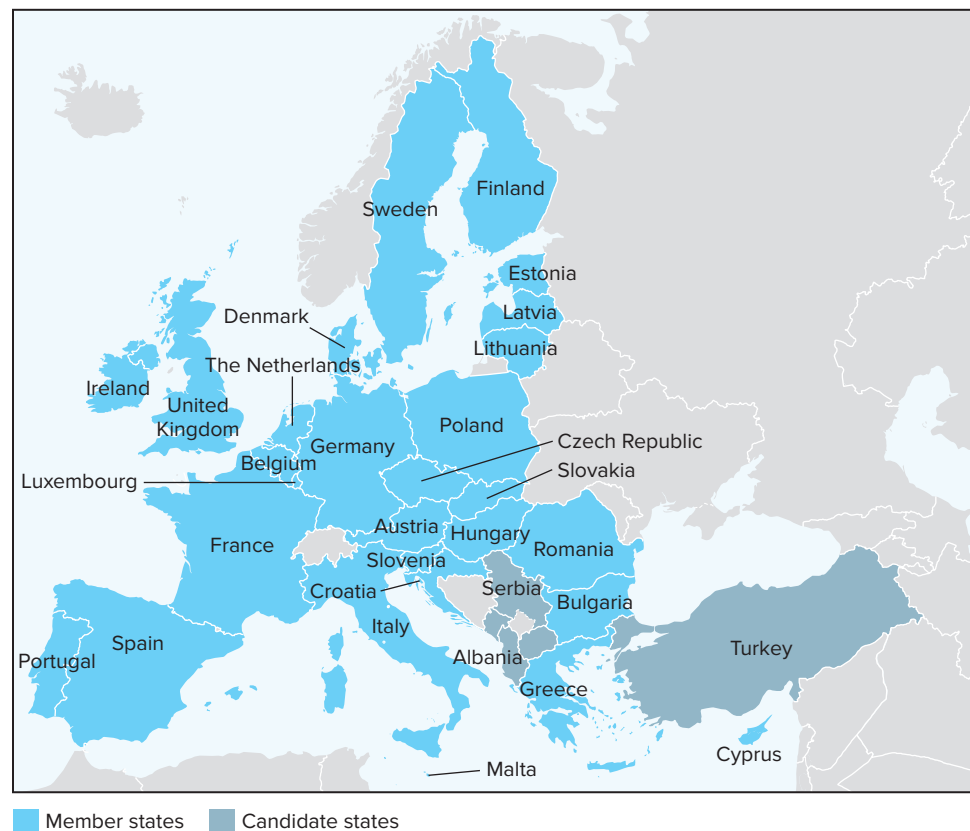 Finland
Sweden
Estonia
Latvia
Denmark
Lithuania
The Netherlands
Ireland
United
Kingdom
Poland
Germany
Czech Republic
Belgium
Slovakia
Luxembourg
Austria
Hungary
France
Romania
Slovenia
Serbia
Croatia
Bulgaria
Italy
Spain
Turkey
Portugal
Albania
Greece
Cyprus
Malta
Member states
Candidate states